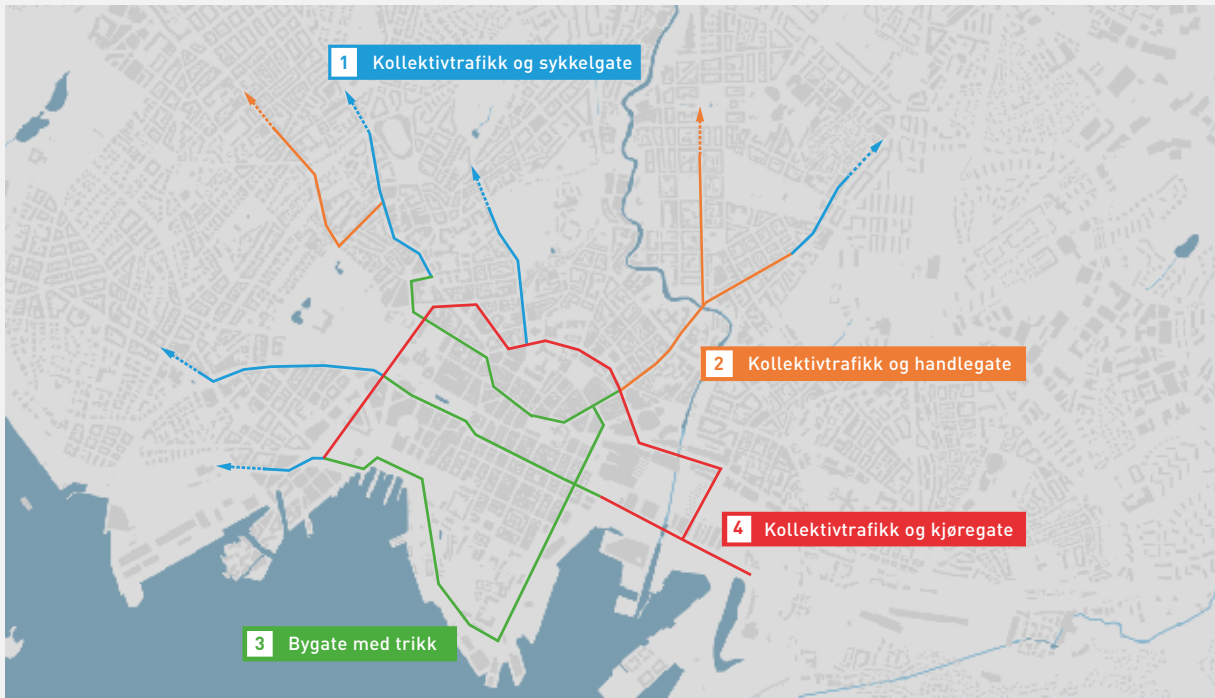 1 Kollektivtrafikk og sykkelgate
2 Kollektivtrafikk og handlegate
4 Kollektivtrafikk og kjøregate
3 Bygate med trikk